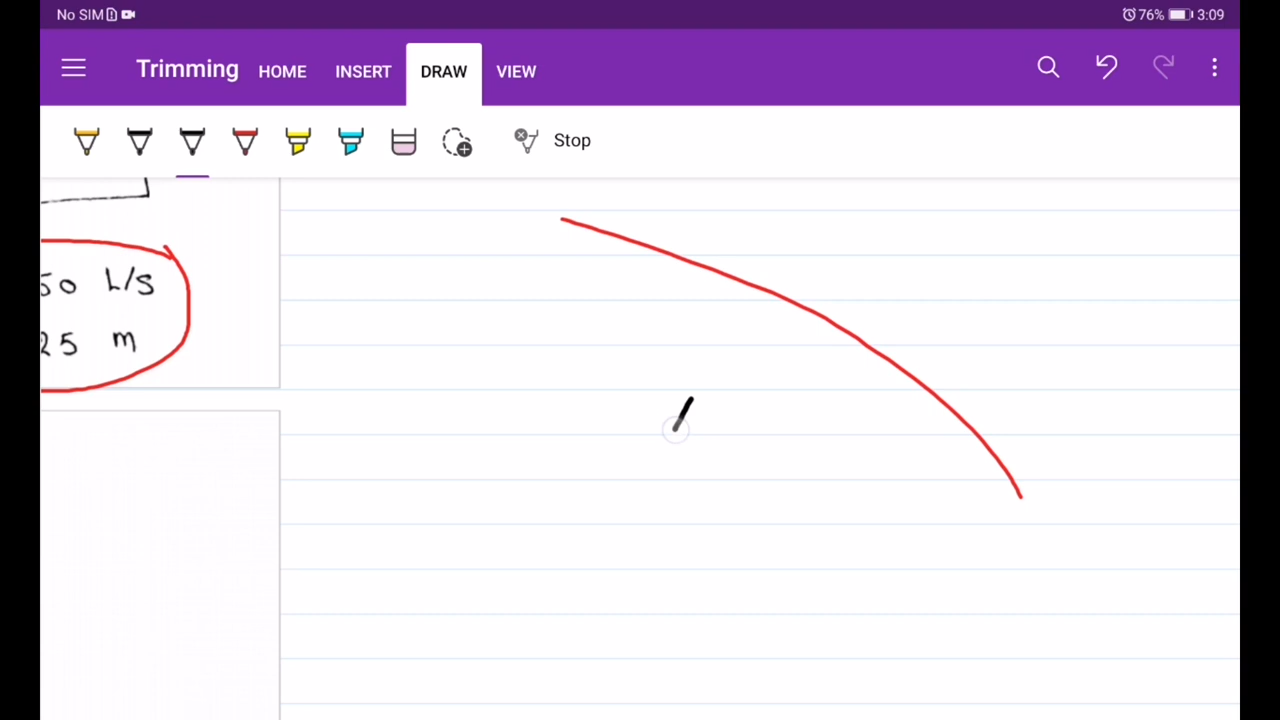 No SIM 76% 3:09
Trimming HOME INSERT DRAW VIEW
Stop
50 L/s
25 m